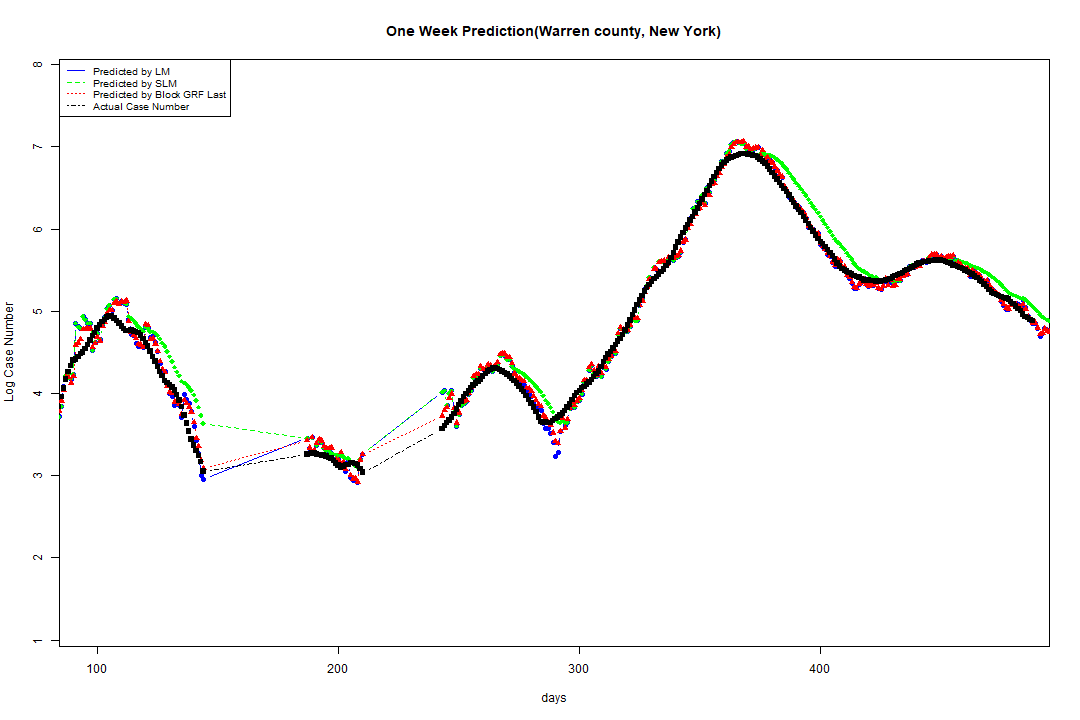 One Week Prediction(Warren county, New York)
Predicted by LM
Predicted by SLM
Predicted by Block GRF Last
Actual Case Number
8
7
6
5
4
3
2
1
Log Case Number
100 200 300 400
days